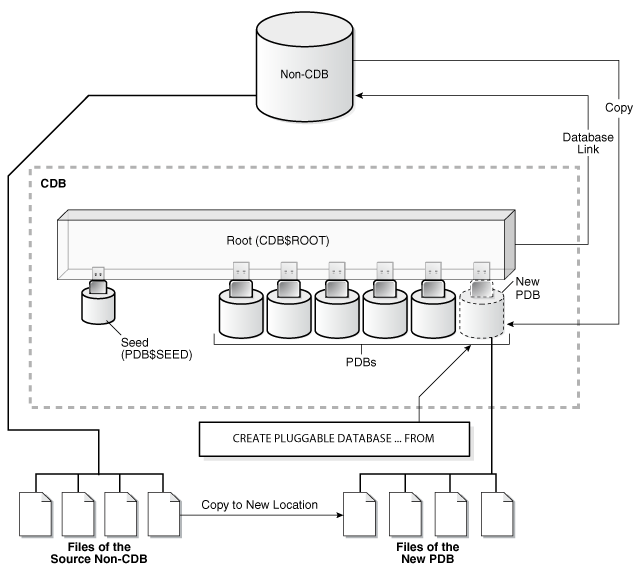 Non-CDB
Copy
Database
Link
CDB
Root (CDB$ROOT)
New
PDB
Seed
(PDB$SEED)
PDBs
CREATE PLUGGABLE DATABASE ... FROM
Copy to New Location
Files of the
Source Non-CDB
Files of the
New PDB